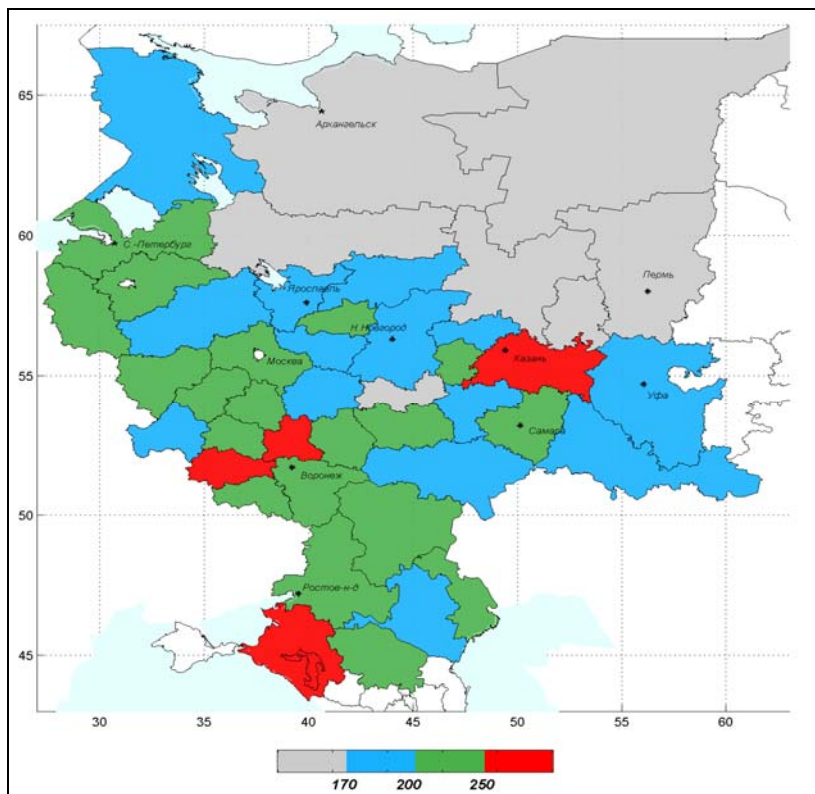 65
Архангельск
60
С.-Петербург
Пермь
Ярославль
Н.Новгород
Казань
Москва
55
Уфа
Самара
Воронеж
50
Ростов-н-д
45
30 35 40 45 50 55 60
170 200 250